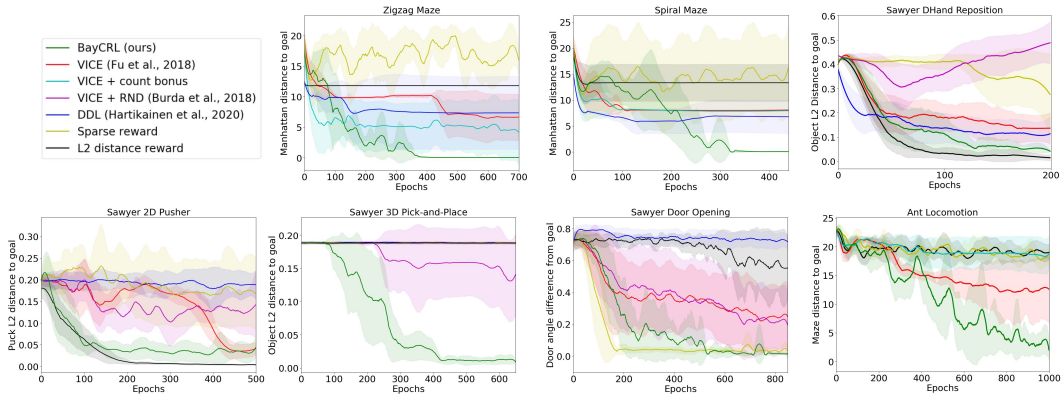 BayCRL (ours)
VICE (Fu et al., 2018)
VICE + count bonus
VICE + RND (Burda et al., 2018)
DDL (Hartikainen et al., 2020)
Sparse reward
L2 distance reward
Zigzag Maze
Manhattan distance to goal
20
15
10
5
0
0 100 200 300 400 500 600 700
Epochs
Spiral Maze
Manhattan distance to goal
25
20
15
10
5
0
0 100 200 300 400
Epochs
Sawyer DHand Reposition
Object L2 Distance
0.6
0.4
0.2
0.0
0 100 200
Epochs
Sawyer 2D Pusher
Puck L2 distance to goal
0.30
0.25
0.20
0.15
0.10
0.05
0.00
0 100 200 300 400 500
Epochs
Sawyer 3D Pick-and-Place
Object L2 distance to goal
0.20
0.15
0.10
0.05
0.00
0 100 200 300 400 500 600
Epochs
Sawyer Door Opening
Door angle difference from goal
0.8
0.6
0.4
0.2
0.0
0 200 400 600 800
Epochs
Ant Locomotion
Maze distance to goal
25
20
15
10
5
0
0 200 400 600 800 1000
Epochs